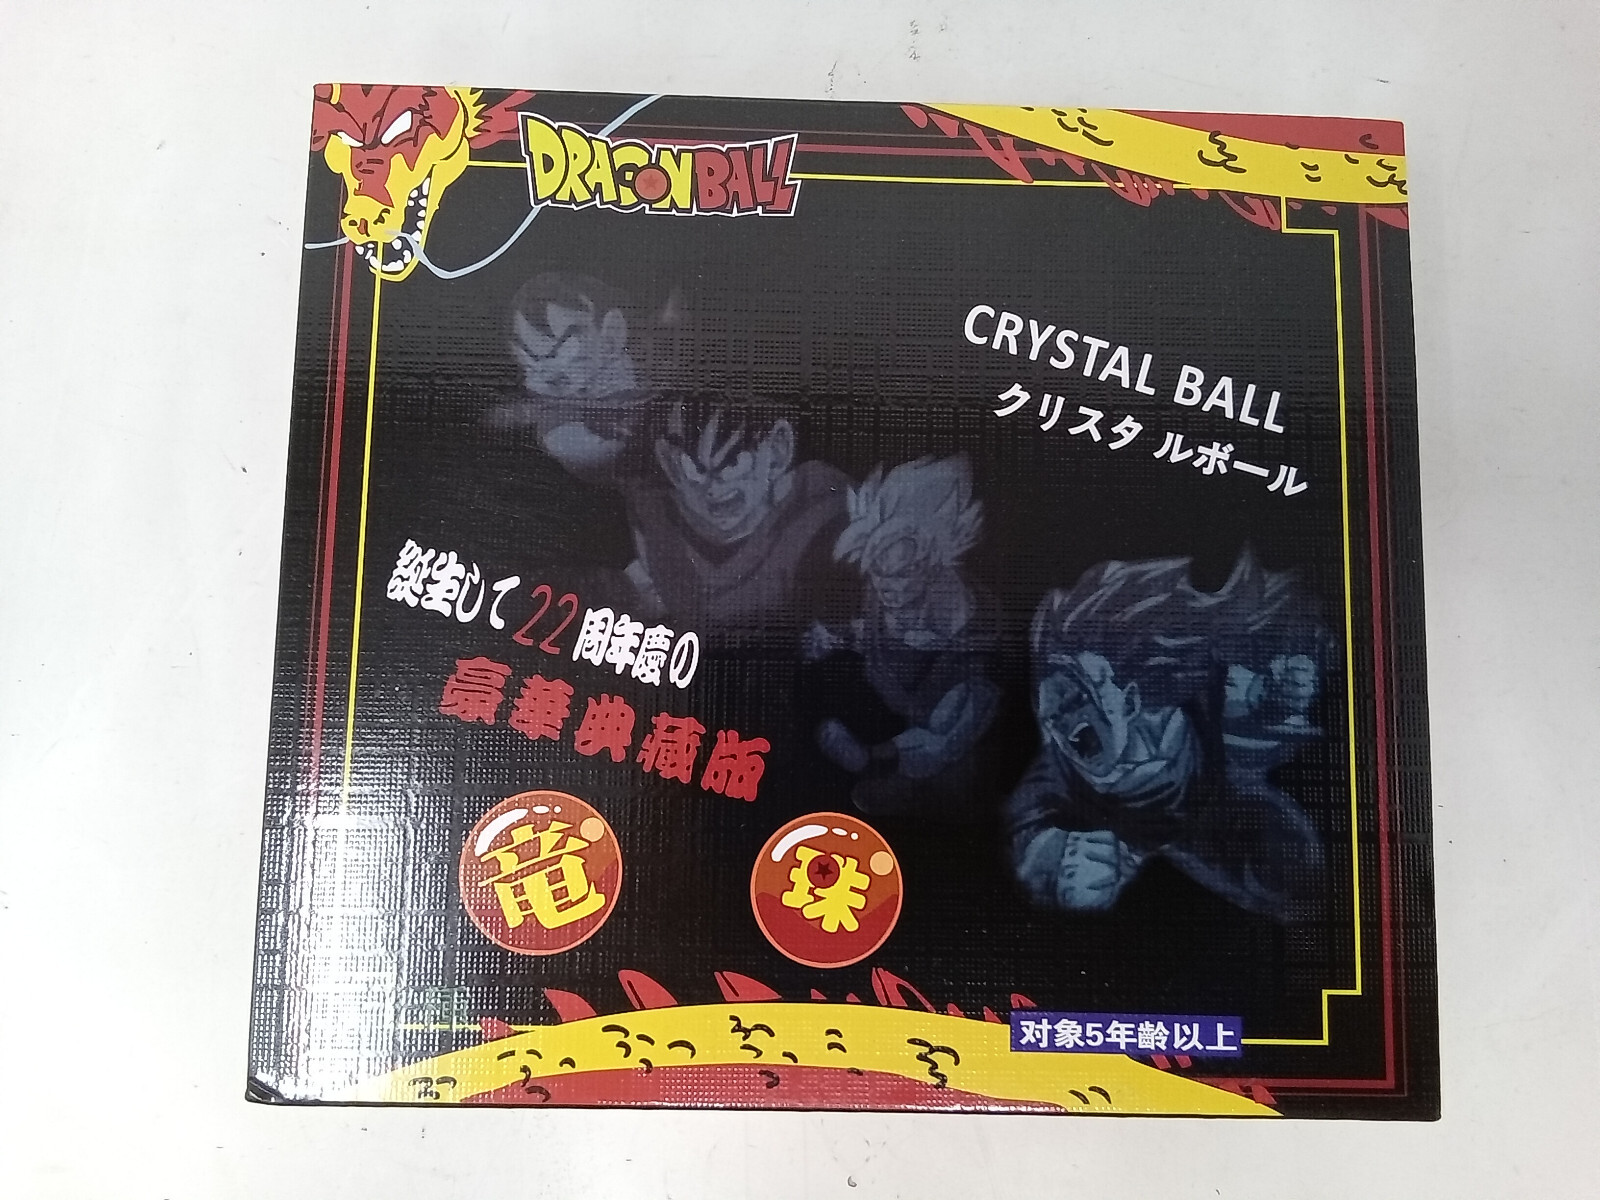 DRAGONBALL
CRYSTAL BALL
クリスタ ルボール
誕生して22周年慶の
豪華典藏版
竜
珠
对象5年齢以上